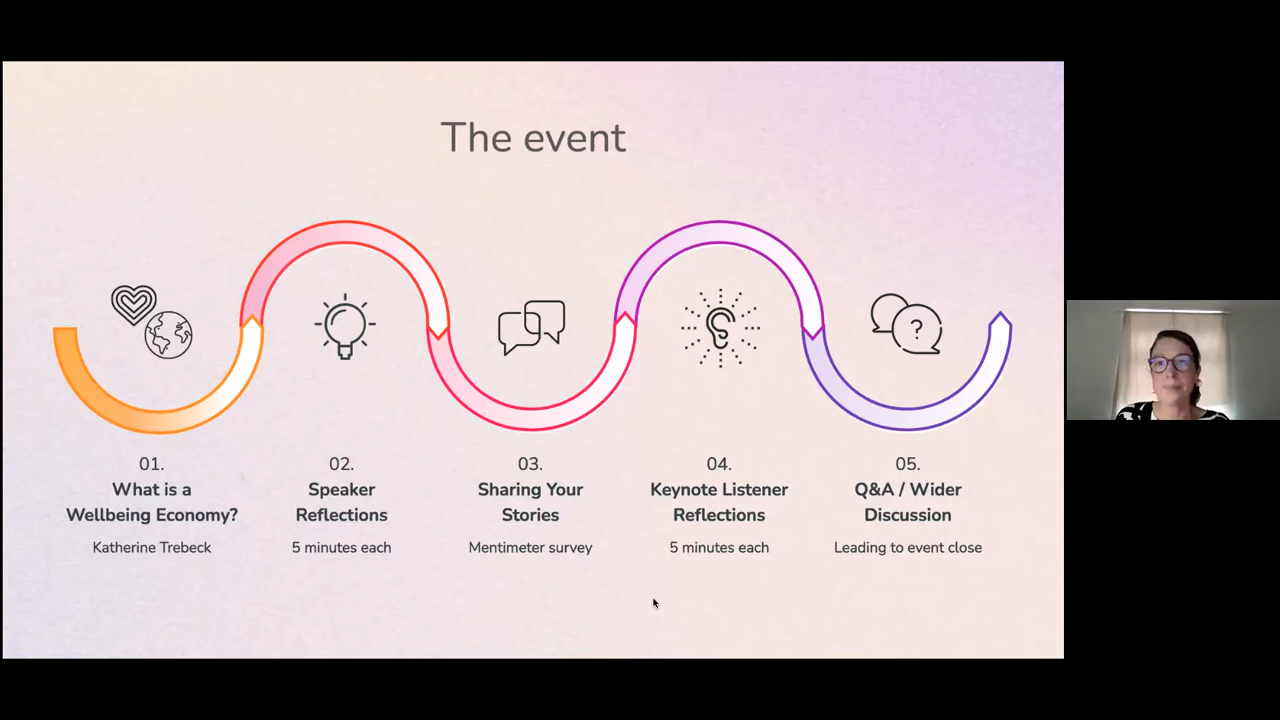 The event
01.
What is a
Wellbeing Economy?
Katherine Trebeck
02.
Speaker
Reflections
5 minutes each
03.
Sharing Your
Stories
Mentimeter survey
04.
Keynote Listener
Reflections
5 minutes each
05.
Q&A / Wider
Discussion
Leading to event close
?